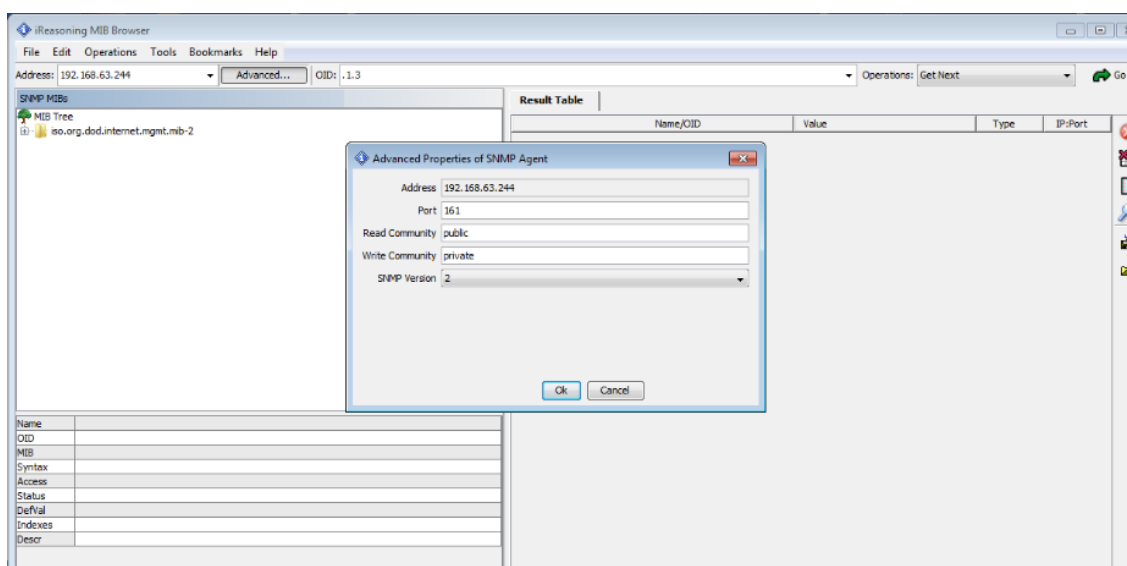 iReasoning MIB Browser
File Edit Operations Tools Bookmarks Help
Address: 192.168.63.244 Advanced... OID: .1.3 Operations: Get Next Go
SNMP MIBs
MIB Tree
iso.org.dod.internet.mgmt.mib-2
Result Table
Name/OID Value Type IP:Port
Advanced Properties of SNMP Agent
Address 192.168.63.244
Port 161
Read Community public
Write Community private
SNMP Version 2
Ok Cancel
Name
OID
MIB
Syntax
Access
Status
DefVal
Indexes
Descr